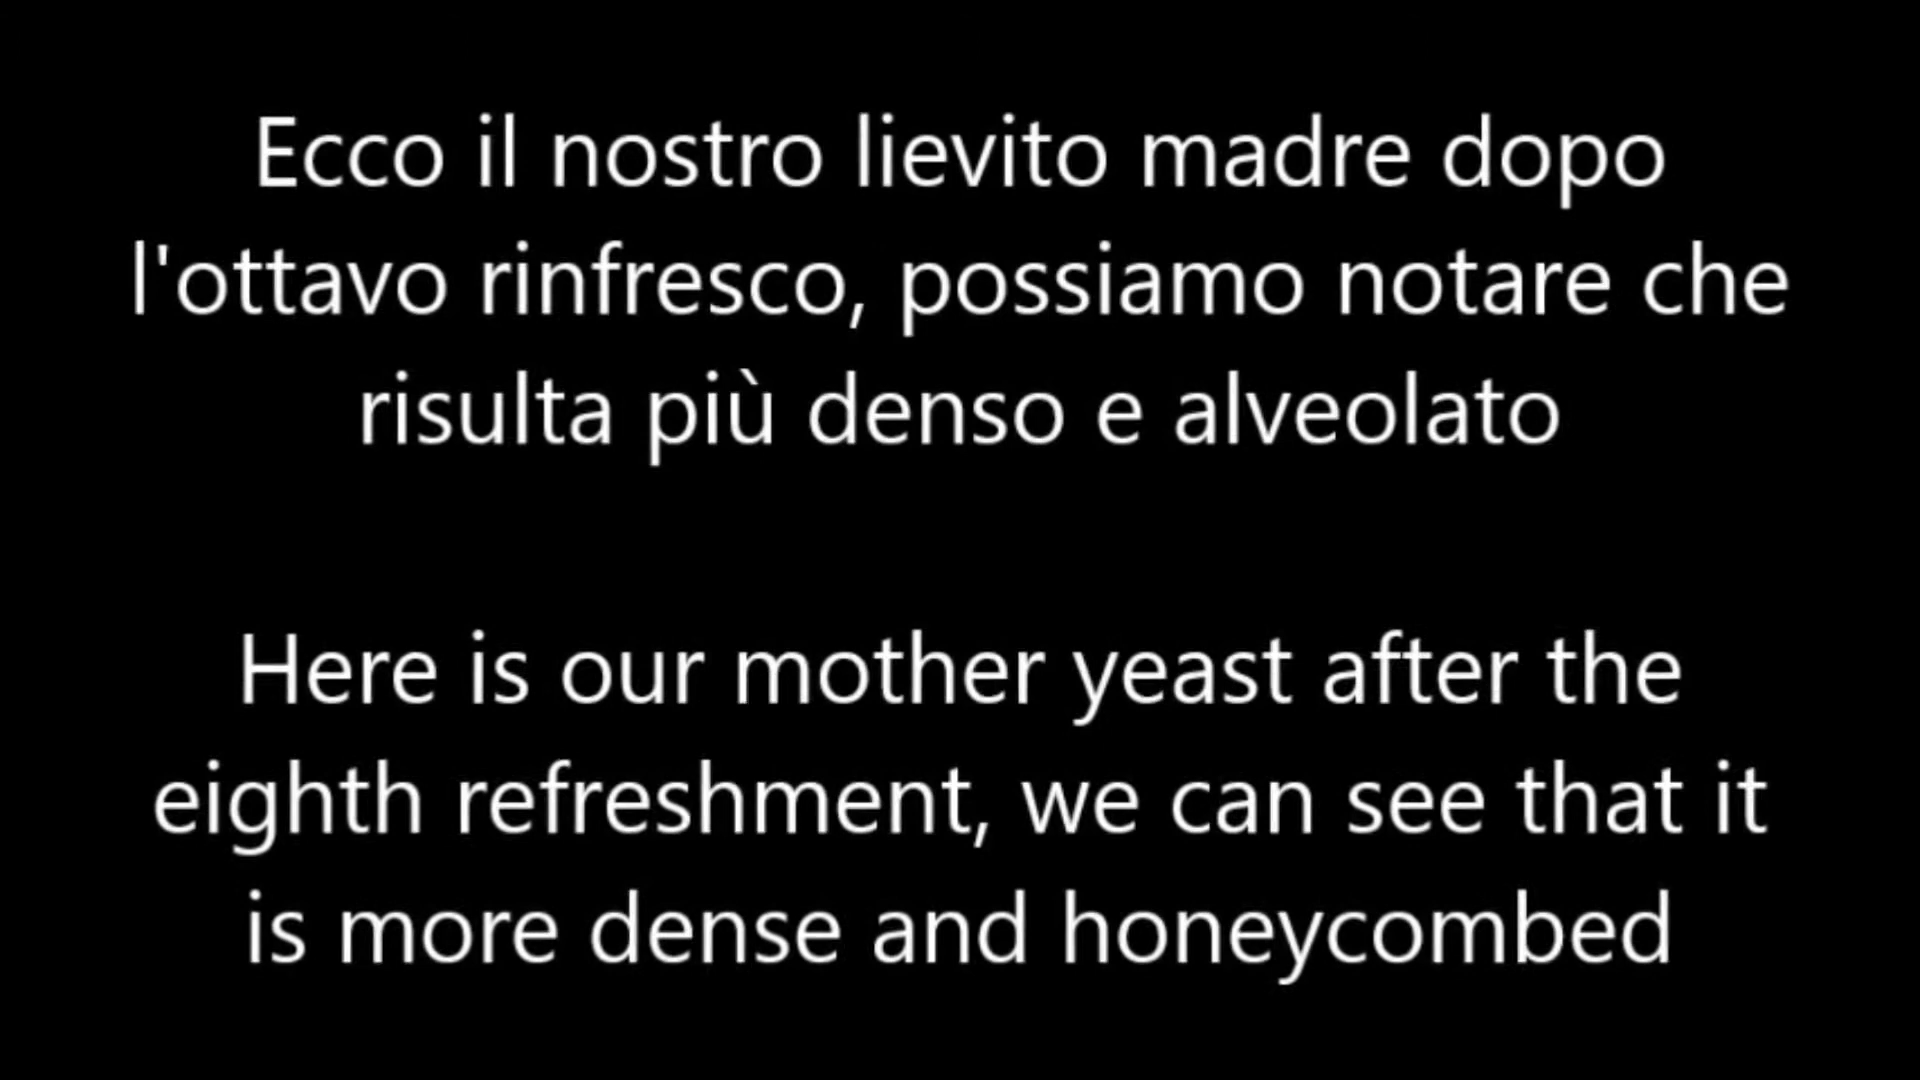 Ecco il nostro lievito madre dopo
l'ottavo rinfresco, possiamo notare che
risulta più denso e alveolato
Here is our mother yeast after the
eighth refreshment, we can see that it
is more dense and honeycombed